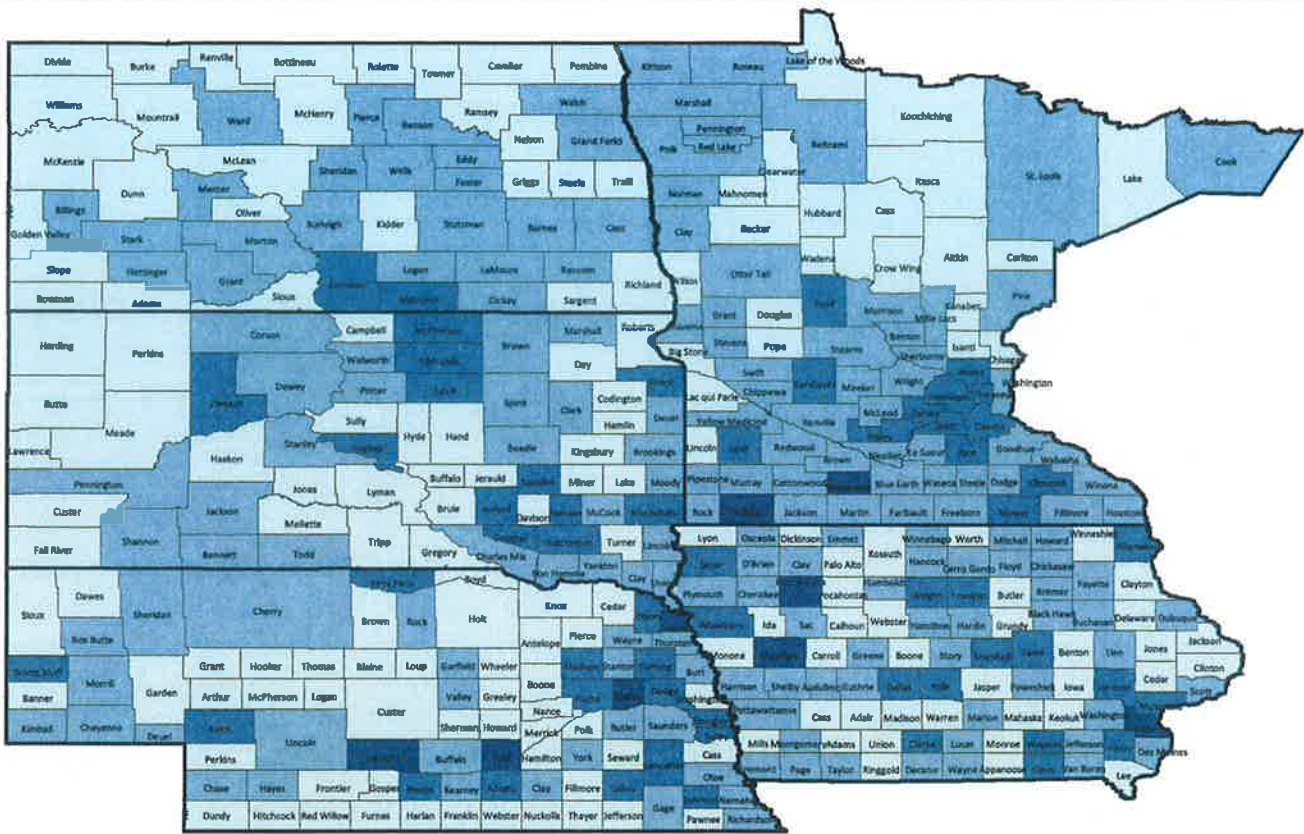 Divide
Burke
Renville
Bottineau
Rolette
Towner
Cavalier
Pembina
Williams
Mountrail
Ward
McHenry
Pierce
Benson
Ramsey
Walsh
Nelson
Grand Forks
McKenzie
McLean
Dunn
Mercer
Oliver
Sheridan
Wells
Eddy
Foster
Griggs
Steele
Traill
Billings
Golden Valley
Stark
Morton
Burleigh
Kidder
Stutsman
Barnes
Cass
Slope
Hettinger
Grant
Logan
LaMoure
Ransom
Richland
Bowman
Adams
Sioux
Dickey
Sargent
Harding
Perkins
Corson
Campbell
Walworth
Brown
Marshall
Roberts
Day
Butte
Meade
Dewey
Potter
Spink
Clark
Codington
Hamlin
Deuel
Lawrence
Haakon
Stanley
Sully
Hyde
Hand
Beadle
Kingsbury
Brookings
Pennington
Jones
Lyman
Buffalo
Jerauld
Miner
Lake
Moody
Custer
Jackson
Mellette
Brule
Davison
McCook
Fall River
Shannon
Bennett
Todd
Tripp
Gregory
Charles Mix
Turner
Yankton
Clay
Kittson
Roseau
Lake of the Woods
Marshall
Koochiching
Pennington
Red Lake
Polk
Beltrami
Clearwater
St. Louis
Lake
Cook
Norman
Mahnomen
Itasca
Hubbard
Cass
Clay
Becker
Wadena
Crow Wing
Aitkin
Carlton
Otter Tail
Pine
Grant
Douglas
Morrison
Mille Lacs
Kanabec
Stevens
Pope
Stearns
Benton
Isanti
Big Stone
Swift
Sherburne
Wright
Washington
Lac qui Parle
Chippewa
Kandiyohi
Meeker
McLeod
Yellow Medicine
Renville
Lincoln
Redwood
Brown
Nicollet
Le Sueur
Goodhue
Wabasha
Pipestone
Murray
Cottonwood
Blue Earth
Waseca
Steele
Dodge
Winona
Rock
Jackson
Martin
Faribault
Freeborn
Mower
Fillmore
Houston
Sioux
Dawes
Box Butte
Sheridan
Cherry
Brown
Rock
Boyd
Holt
Knox
Cedar
Antelope
Pierce
Wayne
Thurston
Grant
Hooker
Thomas
Blaine
Loup
Garfield
Wheeler
Stanton
Burt
Banner
Morrill
Garden
Arthur
McPherson
Logan
Custer
Valley
Greeley
Boone
Nance
Kimball
Cheyenne
Deuel
Lincoln
Sherman
Howard
Merrick
Polk
Butler
Saunders
Perkins
Buffalo
Hamilton
York
Seward
Cass
Otoe
Chase
Hayes
Frontier
Gosper
Kearney
Clay
Fillmore
Gage
Dundy
Hitchcock
Red Willow
Furnas
Harlan
Franklin
Webster
Nuckolls
Thayer
Jefferson
Pawnee
Richardson
Lyon
Osceola
Dickinson
Emmet
Kossuth
Winnebago
Worth
Mitchell
Howard
Winneshiek
O'Brien
Clay
Palo Alto
Hancock
Cerro Gordo
Floyd
Chickasaw
Plymouth
Cherokee
Pocahontas
Humboldt
Butler
Bremer
Fayette
Clayton
Ida
Sac
Calhoun
Webster
Hamilton
Hardin
Grundy
Black Hawk
Buchanan
Delaware
Dubuque
Monona
Carroll
Greene
Boone
Story
Benton
Linn
Jones
Jackson
Clinton
Cedar
Scott
Harrison
Shelby
Audubon
Guthrie
Jasper
Poweshiek
Iowa
Pottawattamie
Cass
Adair
Madison
Warren
Marion
Mahaska
Keokuk
Washington
Mills
Montgomery
Adams
Union
Clarke
Lucas
Monroe
Jefferson
Des Moines
Page
Taylor
Ringgold
Decatur
Wayne
Appanoose
Van Buren
Lee